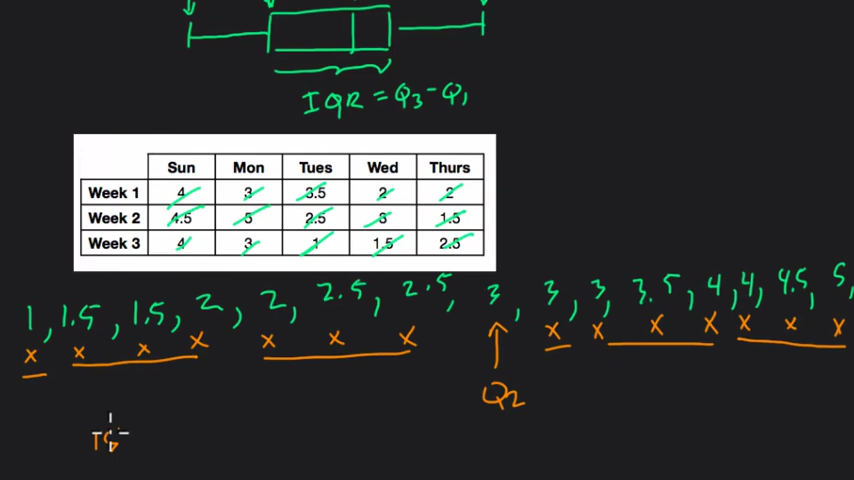 IQR = Q3 - Q1
Sun Mon Tues Wed Thurs
Week 1 4 3 3.5 2 2
Week 2 4.5 5 2.5 3 1.5
Week 3 4 3 1 1.5 2.5
1, 1.5, 1.5, 2, 2, 2.5, 2.5, 3, 3, 3, 3.5, 4, 4, 4.5, 5,
x x x x x x x x x x x x x x
Q2